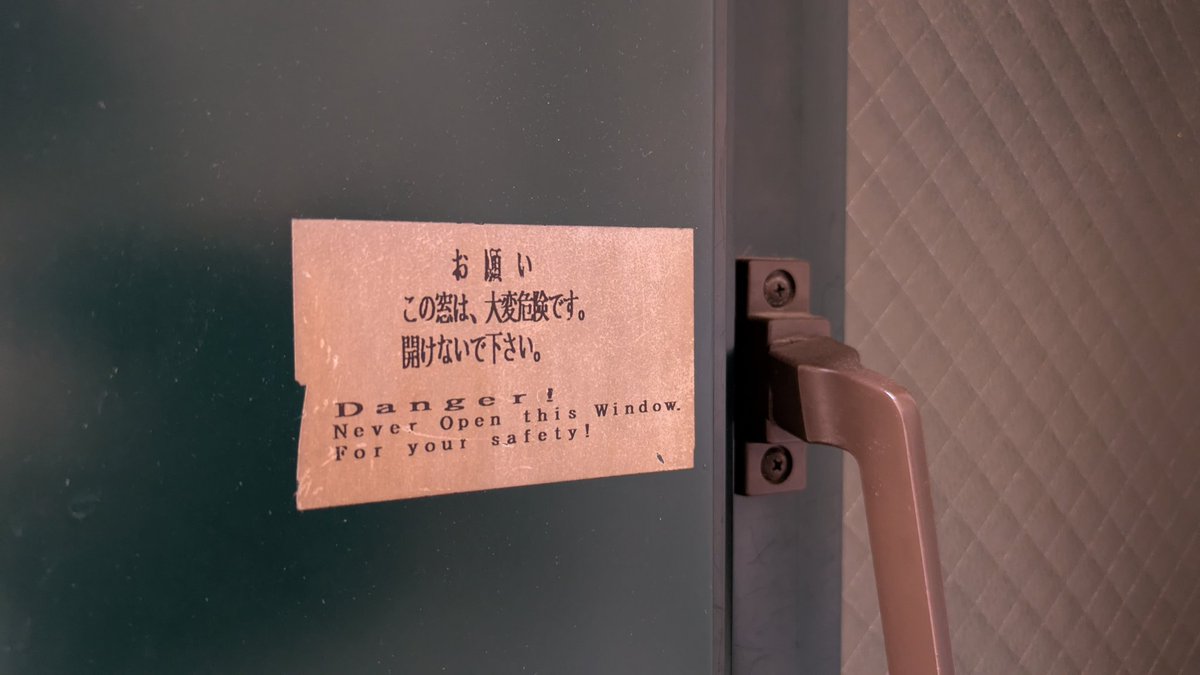 お願い
この窓は、大変危険です。
開けないで下さい。
Danger!
Never Open this Window.
For your safety!